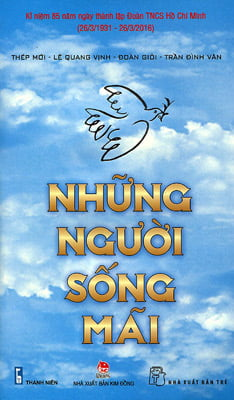 Kỉ niệm 85 năm ngày thành lập Đoàn TNCS Hồ Chí Minh
(26/3/1931 - 26/3/2016)
THÉP MỚI - LÊ QUANG VỊNH - ĐOÀN GIỎI - TRẦN ĐÌNH VÂN
NHỮNG
NGƯỜI
SỐNG
MÃI
THANH NIÊN
NHÀ XUẤT BẢN KIM ĐỒNG
NHÀ XUẤT BẢN TRẺ